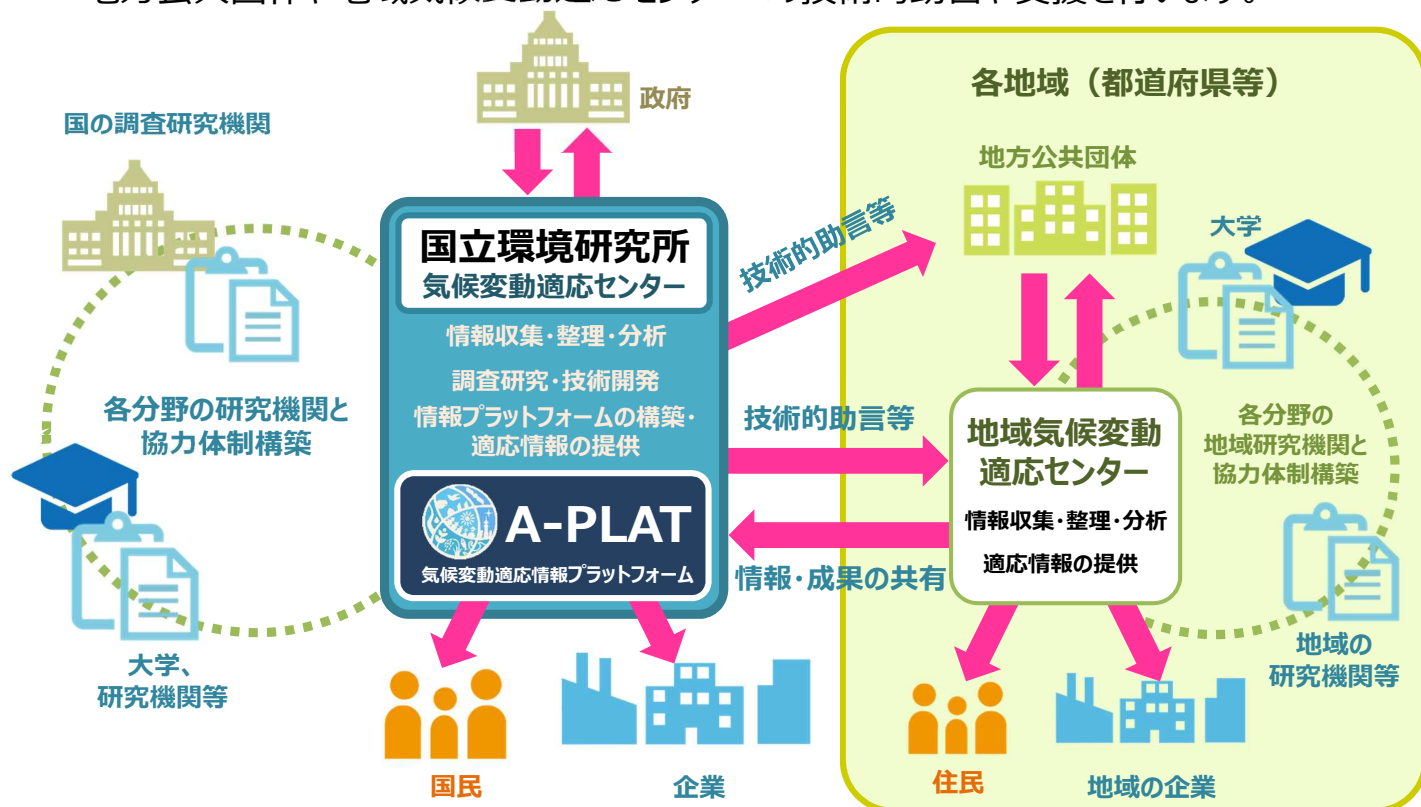 政府
国の調査研究機関
国立環境研究所
気候変動適応センター
情報収集・整理・分析
調査研究・技術開発
情報プラットフォームの構築・
適応情報の提供
A-PLAT
気候変動適応情報プラットフォーム
各分野の研究機関と
協力体制構築
大学、
研究機関等
国民
企業
技術的助言等
技術的助言等
情報・成果の共有
各地域（都道府県等）
地方公共団体
大学
地域気候変動
適応センター
情報収集・整理・分析
適応情報の提供
各分野の
地域研究機関と
協力体制構築
地域の
研究機関等
住民
地域の企業